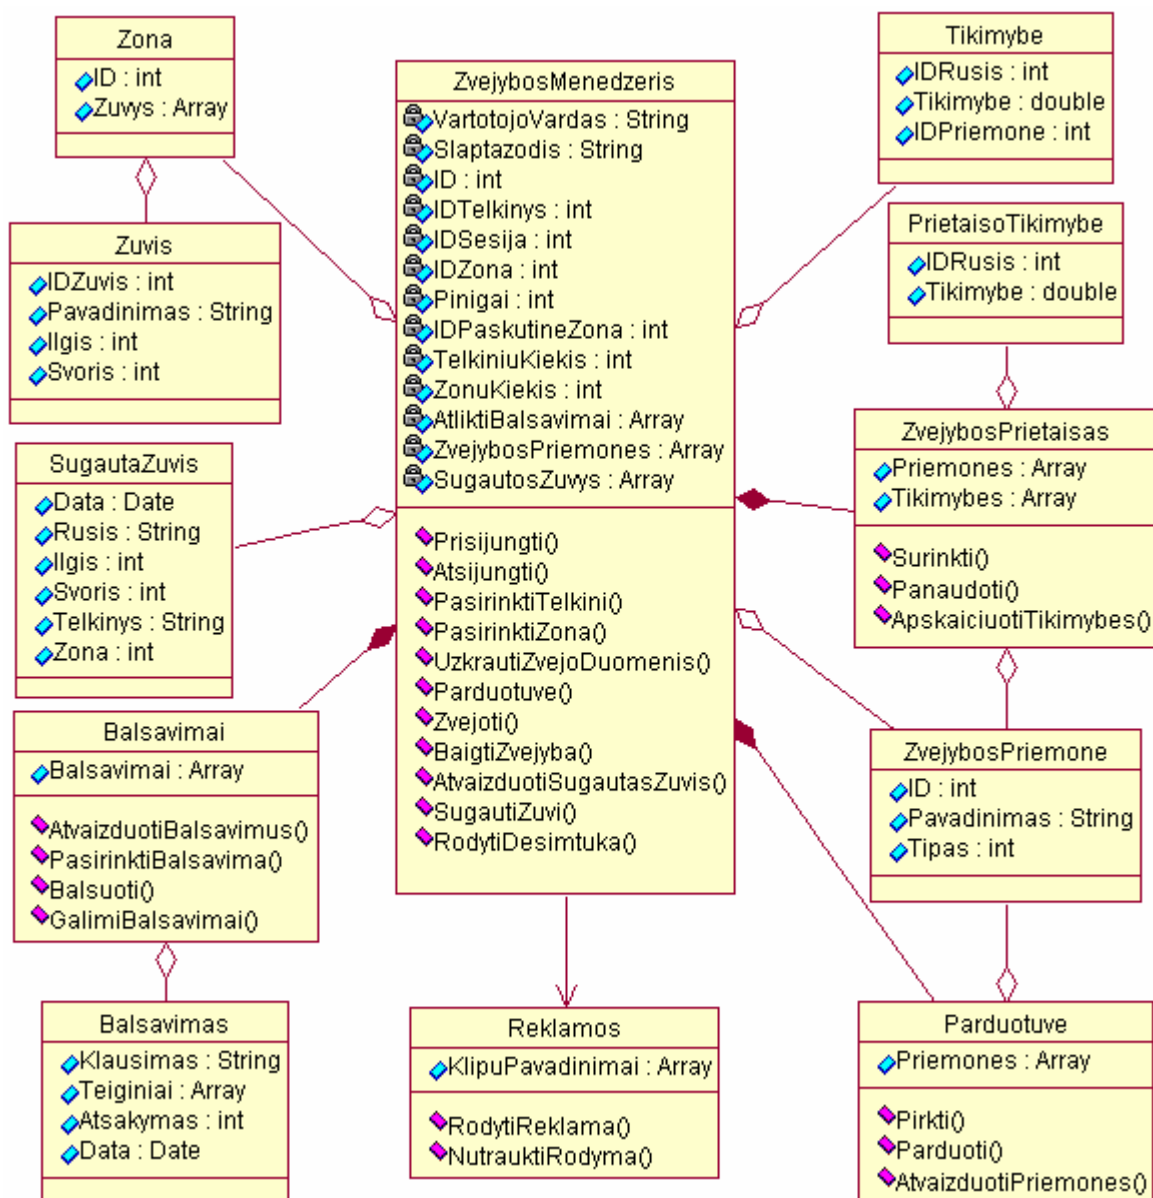 Zona
ID : int
Zuvys : Array
Zuvis
IDZuvis : int
Pavadinimas : String
Ilgis : int
Svoris : int
SugautaZuvis
Data : Date
Rusis : String
Ilgis : int
Svoris : int
Telkinys : String
Zona : int
Balsavimai
Balsavimai : Array
AtvaizduotiBalsavimus()
PasirinktiBalsavima()
Balsuoti()
GalimiBalsavimai()
Balsavimas
Klausimas : String
Teiginiai : Array
Atsakymas : int
Data : Date
ZvejybosMenedzeris
VartotojoVardas : String
Slaptazodis : String
ID : int
IDTelkinys : int
IDSesija : int
IDZona : int
Pinigai : int
IDPaskutineZona : int
TelkiniuKiekis : int
ZonuKiekis : int
AtliktiBalsavimai : Array
ZvejybosPriemones : Array
SugautosZuvys : Array
Prisijungti()
Atsijungti()
PasirinktiTelkini()
PasirinktiZona()
UzkrautiZvejoDuomenis()
Parduotuve()
Zvejoti()
BaigtiZvejyba()
AtvaizduotiSugautasZuvis()
SugautiZuvi()
RodytiDesimtuka()
Reklamos
KlipuPavadinimai : Array
RodytiReklama()
NutrauktiRodyma()
Tikimybe
IDRusis : int
Tikimybe : double
IDPriemone : int
PrietaisoTikimybe
IDRusis : int
Tikimybe : double
ZvejybosPrietaisas
Priemones : Array
Tikimybes : Array
Surinkti()
Panaudoti()
ApskaiciuotiTikimybes()
ZvejybosPriemone
ID : int
Pavadinimas : String
Tipas : int
Parduotuve
Priemones : Array
Pirkti()
Parduoti()
AtvaizduotiPriemones()